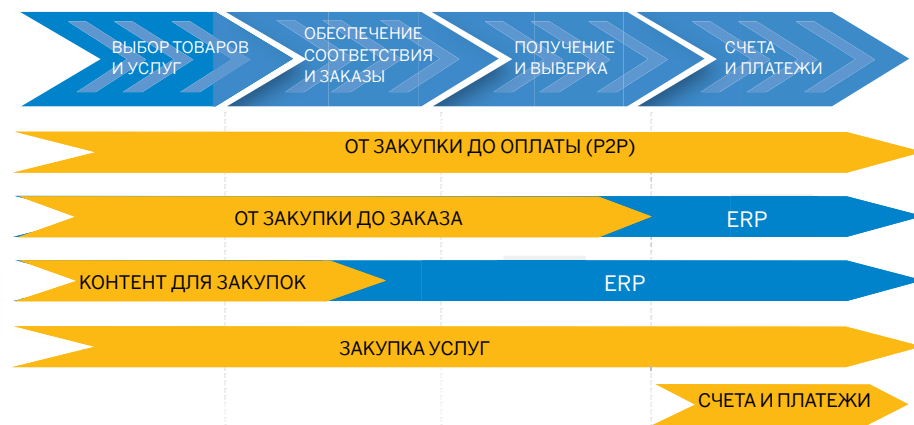 ВЫБОР ТОВАРОВ
И УСЛУГ
ОБЕСПЕЧЕНИЕ
СООТВЕТСТВИЯ
И ЗАКАЗЫ
ПОЛУЧЕНИЕ
И ВЫВЕРКА
СЧЕТА
И ПЛАТЕЖИ
ОТ ЗАКУПКИ ДО ОПЛАТЫ (P2P)
ОТ ЗАКУПКИ ДО ЗАКАЗА
ERP
КОНТЕНТ ДЛЯ ЗАКУПОК
ERP
ЗАКУПКА УСЛУГ
СЧЕТА И ПЛАТЕЖИ